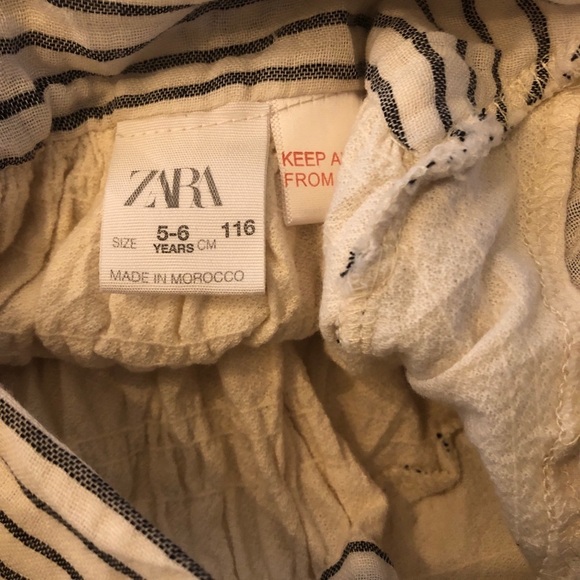 ZARA
SIZE 5-6 YEARS CM 116
MADE IN MOROCCO
KEEP
FROM